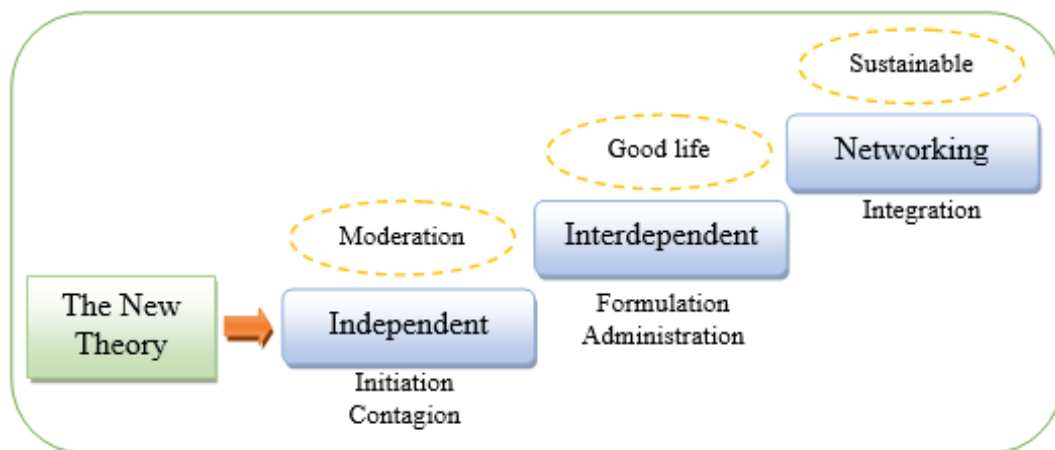 The New
Theory
Moderation
Independent
Initiation
Contagion
Good life
Interdependent
Formulation
Administration
Sustainable
Networking
Integration